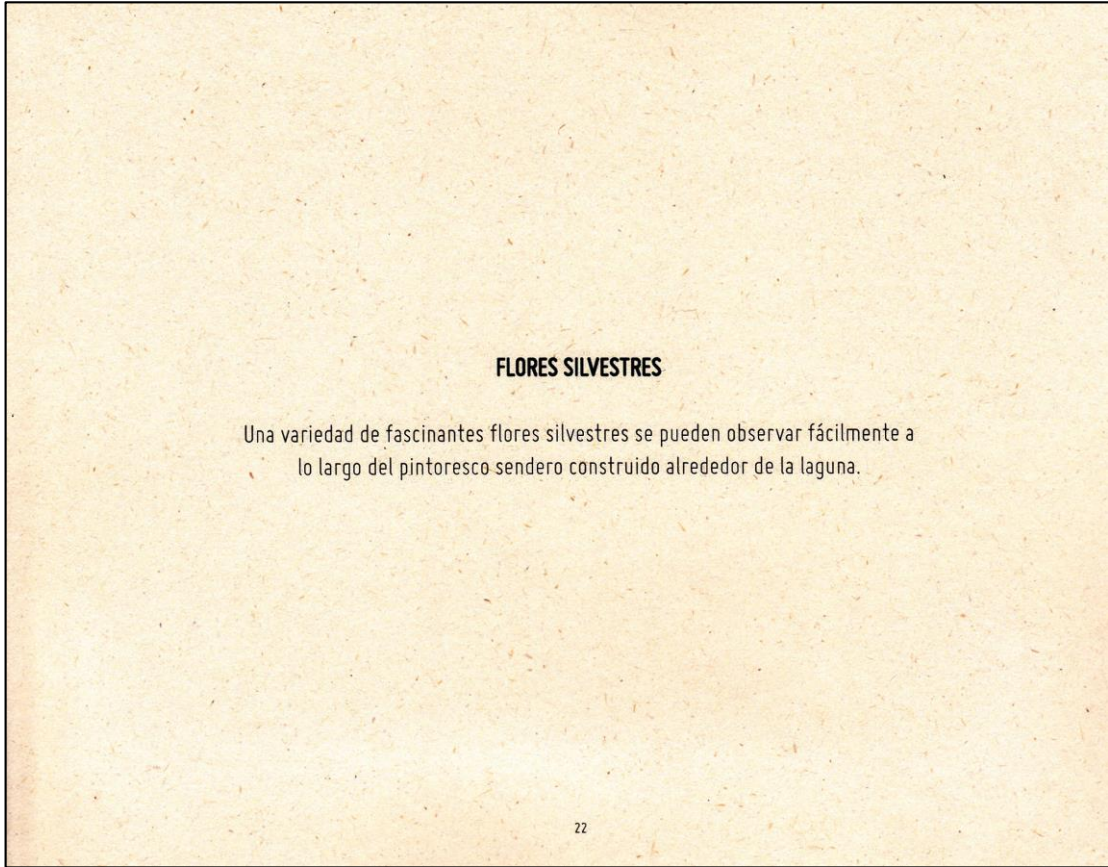 FLORES SILVESTRES
Una variedad de fascinantes flores silvestres se pueden observar fácilmente a
lo largo del pintoresco sendero construido alrededor de la laguna.
22